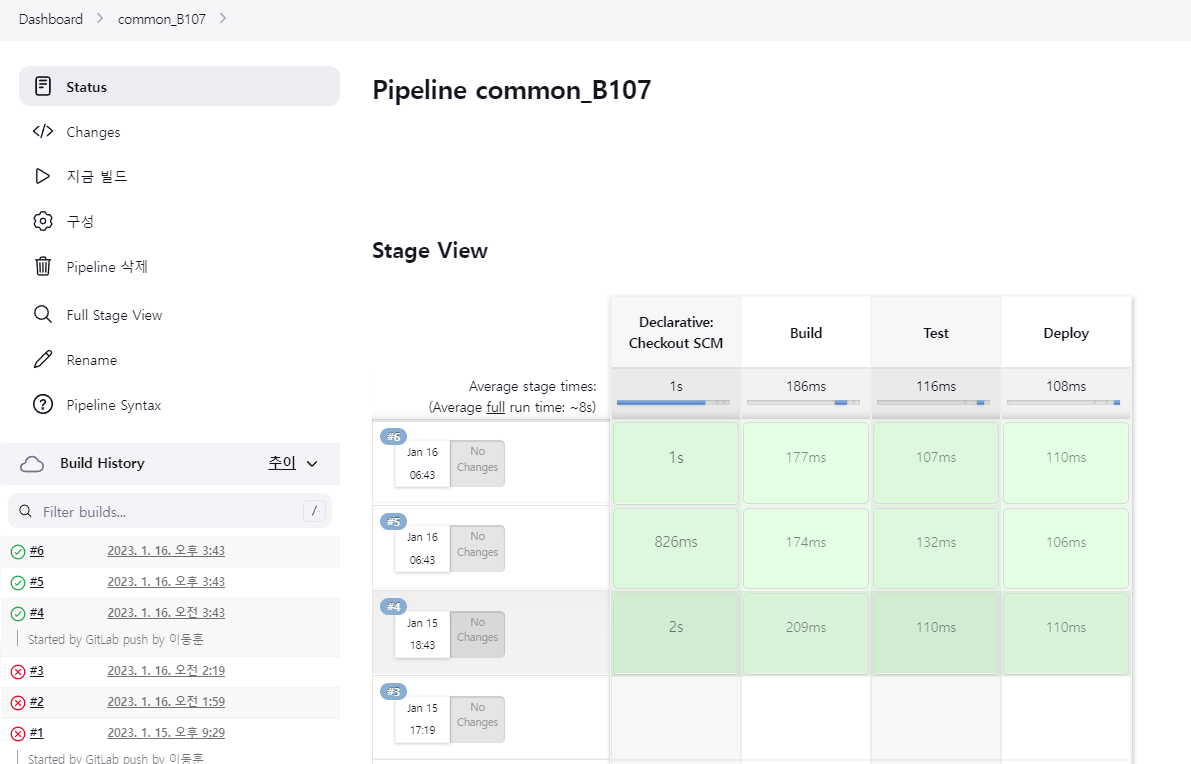 Dashboard > common_B107 >
Status
Changes
지금 빌드
구성
Pipeline 삭제
Full Stage View
Rename
Pipeline Syntax
Build History 추이
Filter builds... /
#6 2023. 1. 16. 오후 3:43
#5 2023. 1. 16. 오후 3:43
#4 2023. 1. 16. 오전 3:43
Started by GitLab push by 이동훈
#3 2023. 1. 16. 오전 2:19
#2 2023. 1. 16. 오전 1:59
#1 2023. 1. 15. 오후 9:29
Started by GitLab push by 이동훈
Pipeline common_B107
Stage View
Declarative:
Checkout SCM
Build
Test
Deploy
Average stage times:
(Average full run time: ~8s)
1s
186ms
116ms
108ms
#6
Jan 16
06:43
No
Changes
1s
177ms
107ms
110ms
#5
Jan 16
06:43
No
Changes
826ms
174ms
132ms
106ms
#4
Jan 15
18:43
No
Changes
2s
209ms
110ms
110ms
#3
Jan 15
17:19
No
Changes